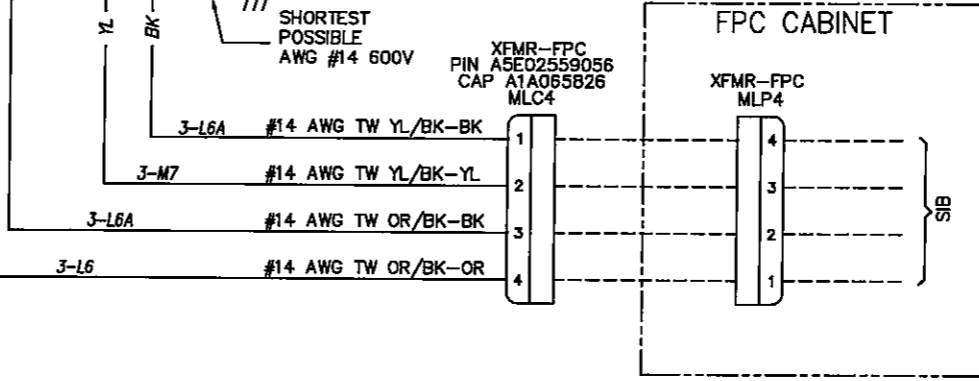 YL
BK
SHORTEST
POSSIBLE
AWG #14 600V
FPC CABINET
XFMR-FPC
PIN A5E02559056
CAP A1A065826
MLC4
XFMR-FPC
MLP4
3-L6A #14 AWG TW YL/BK-BK 1 4
3-M7 #14 AWG TW YL/BK-YL 2 3
3-L6A #14 AWG TW OR/BK-BK 3 2
3-L6 #14 AWG TW OR/BK-OR 4 1
SIB